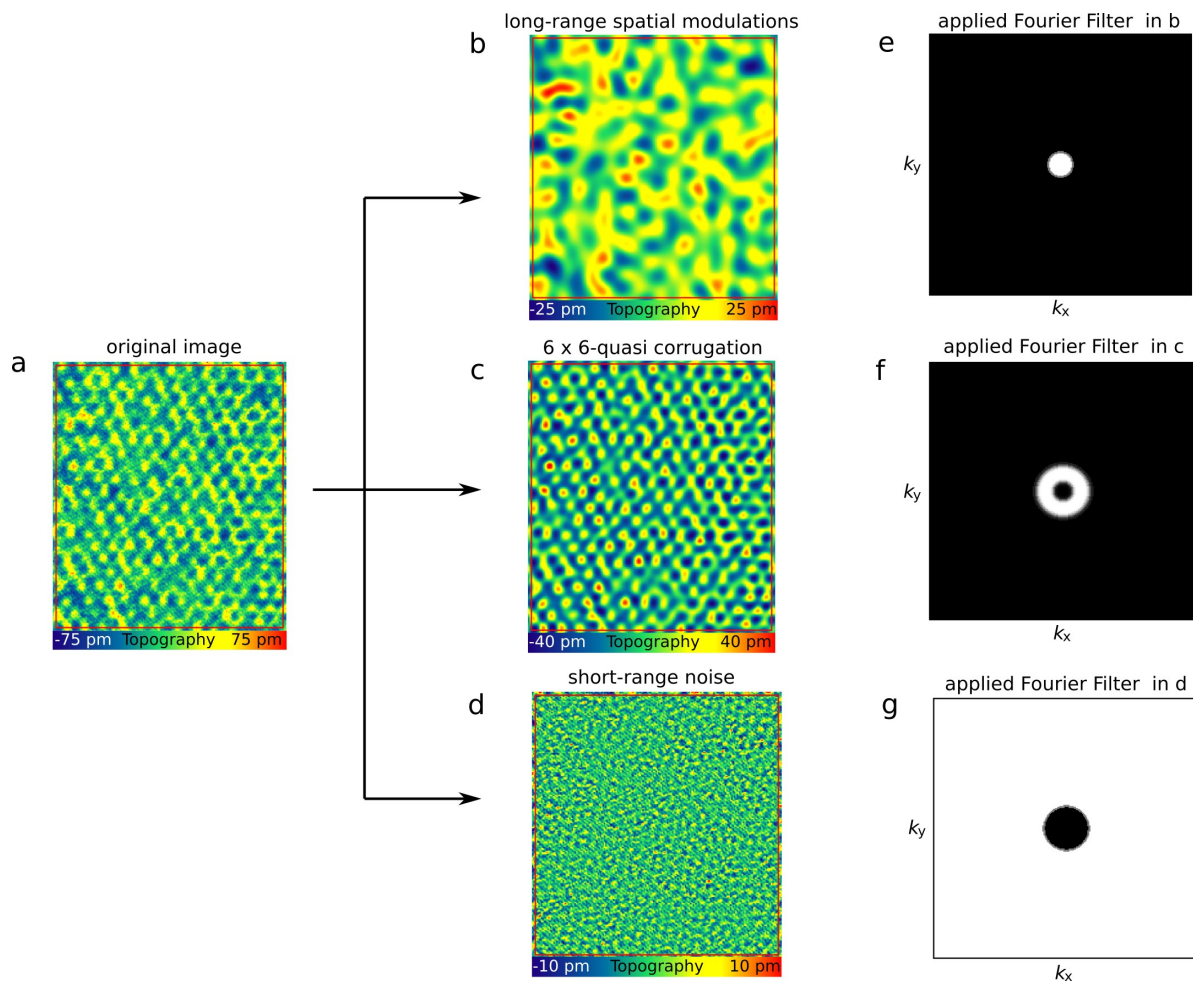 a
original image
-75 pm Topography 75 pm
b
long-range spatial modulations
-25 pm Topography 25 pm
c
6 x 6-quasi corrugation
-40 pm Topography 40 pm
d
short-range noise
-10 pm Topography 10 pm
e
applied Fourier Filter in b
ky
kx
f
applied Fourier Filter in c
ky
kx
g
applied Fourier Filter in d
ky
kx